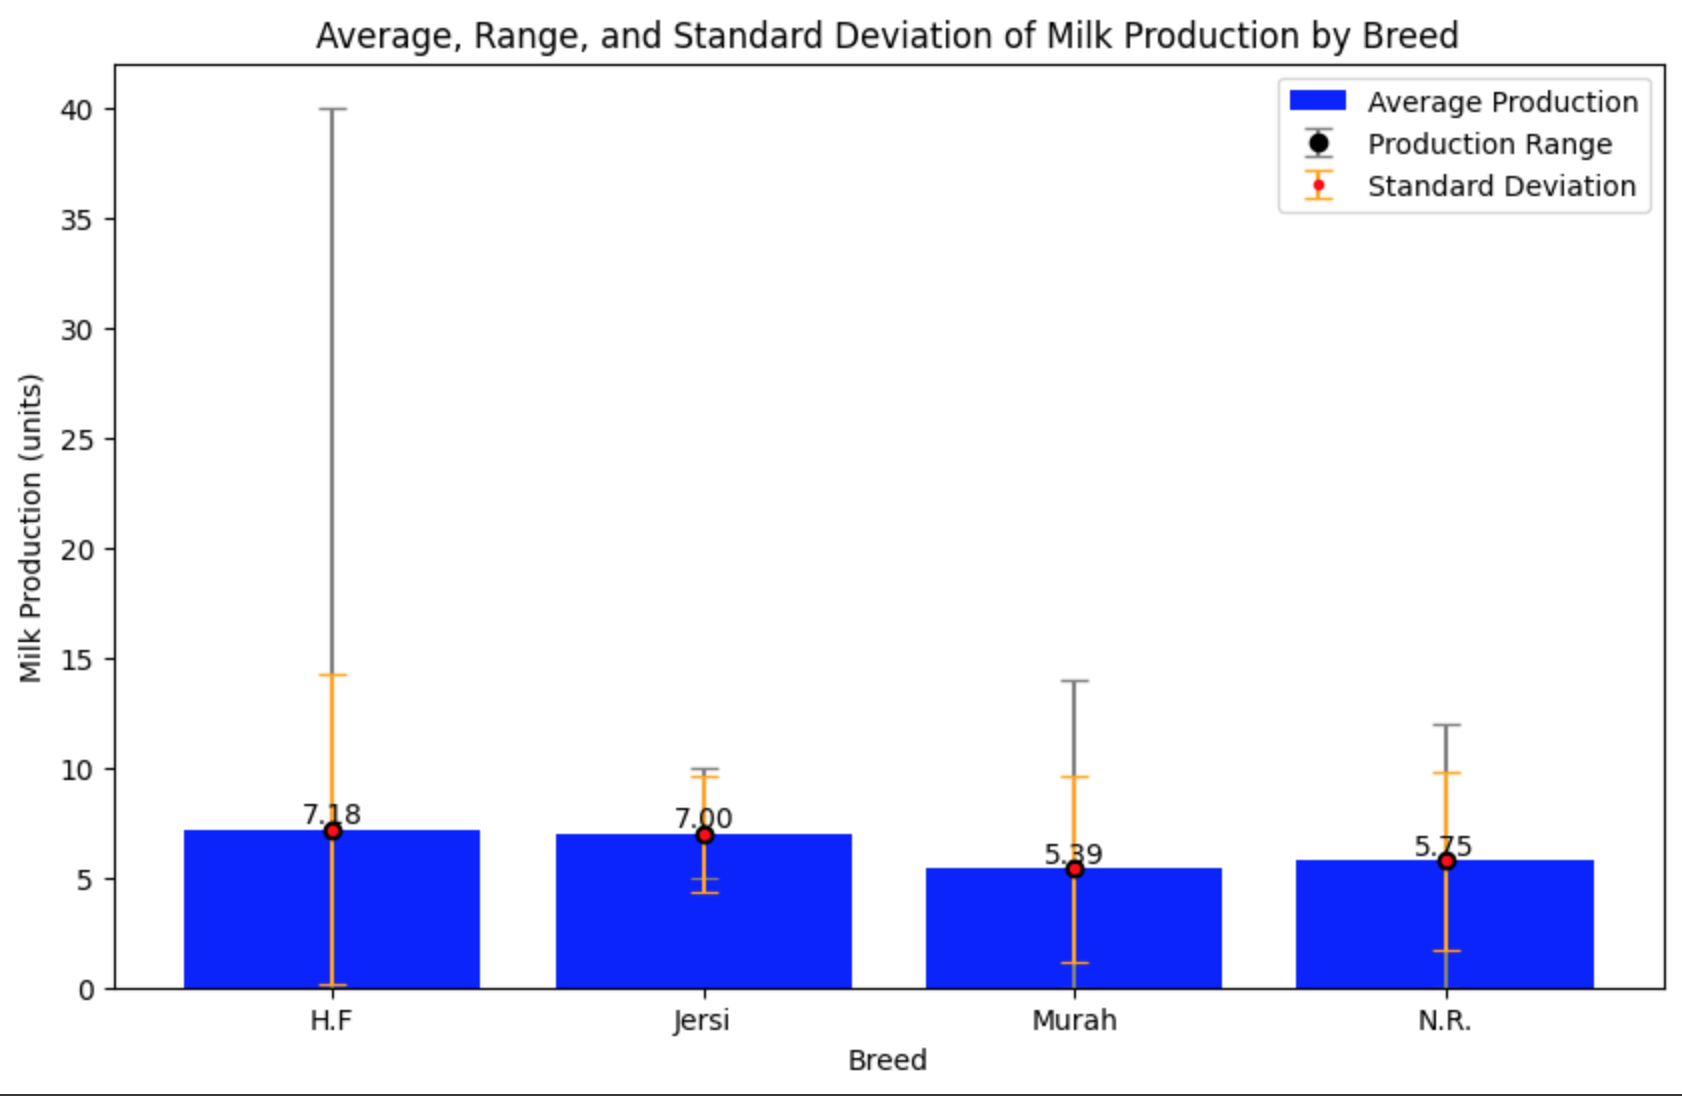 Average, Range, and Standard Deviation of Milk Production by Breed
Average Production
Production Range
Standard Deviation
Milk Production (units)
40
35
30
25
20
15
10
5
0
7.18
7.00
5.39
5.75
H.F
Jersi
Murah
N.R.
Breed